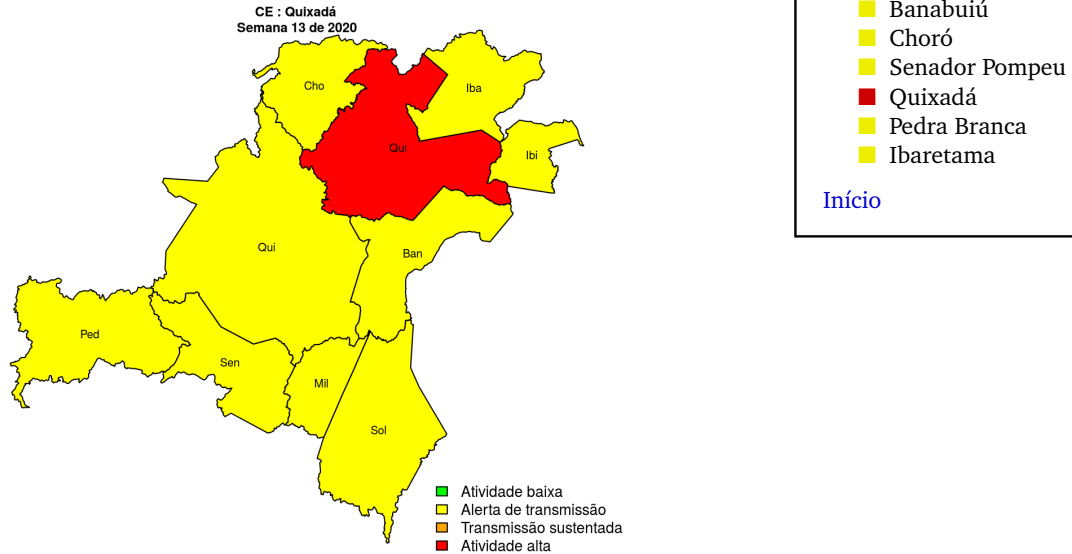 CE : Quixadá
Semana 13 de 2020
Cho
Iba
Qui
Ibi
Qui
Ban
Ped
Sen
Mil
Sol
Atividade baixa
Alerta de transmissão
Transmissão sustentada
Atividade alta
Banabuiú
Choró
Senador Pompeu
Quixadá
Pedra Branca
Ibaretama
Início